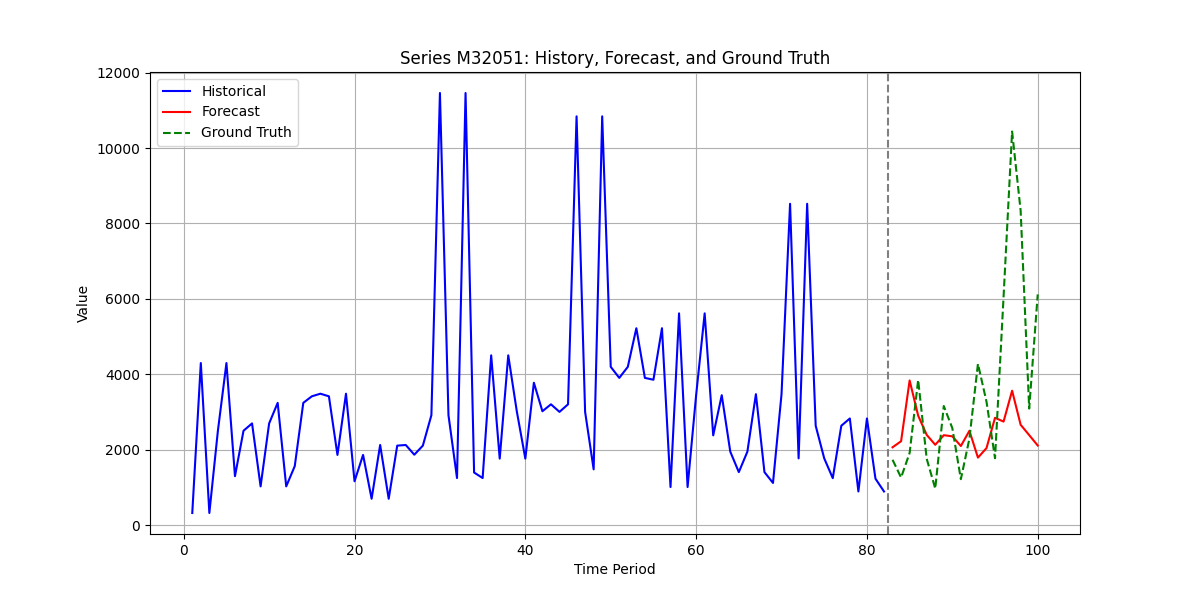 Series M32051: History, Forecast, and Ground Truth
Historical
Forecast
Ground Truth
12000
10000
8000
6000
4000
2000
0
Value
0 20 40 60 80 100
Time Period